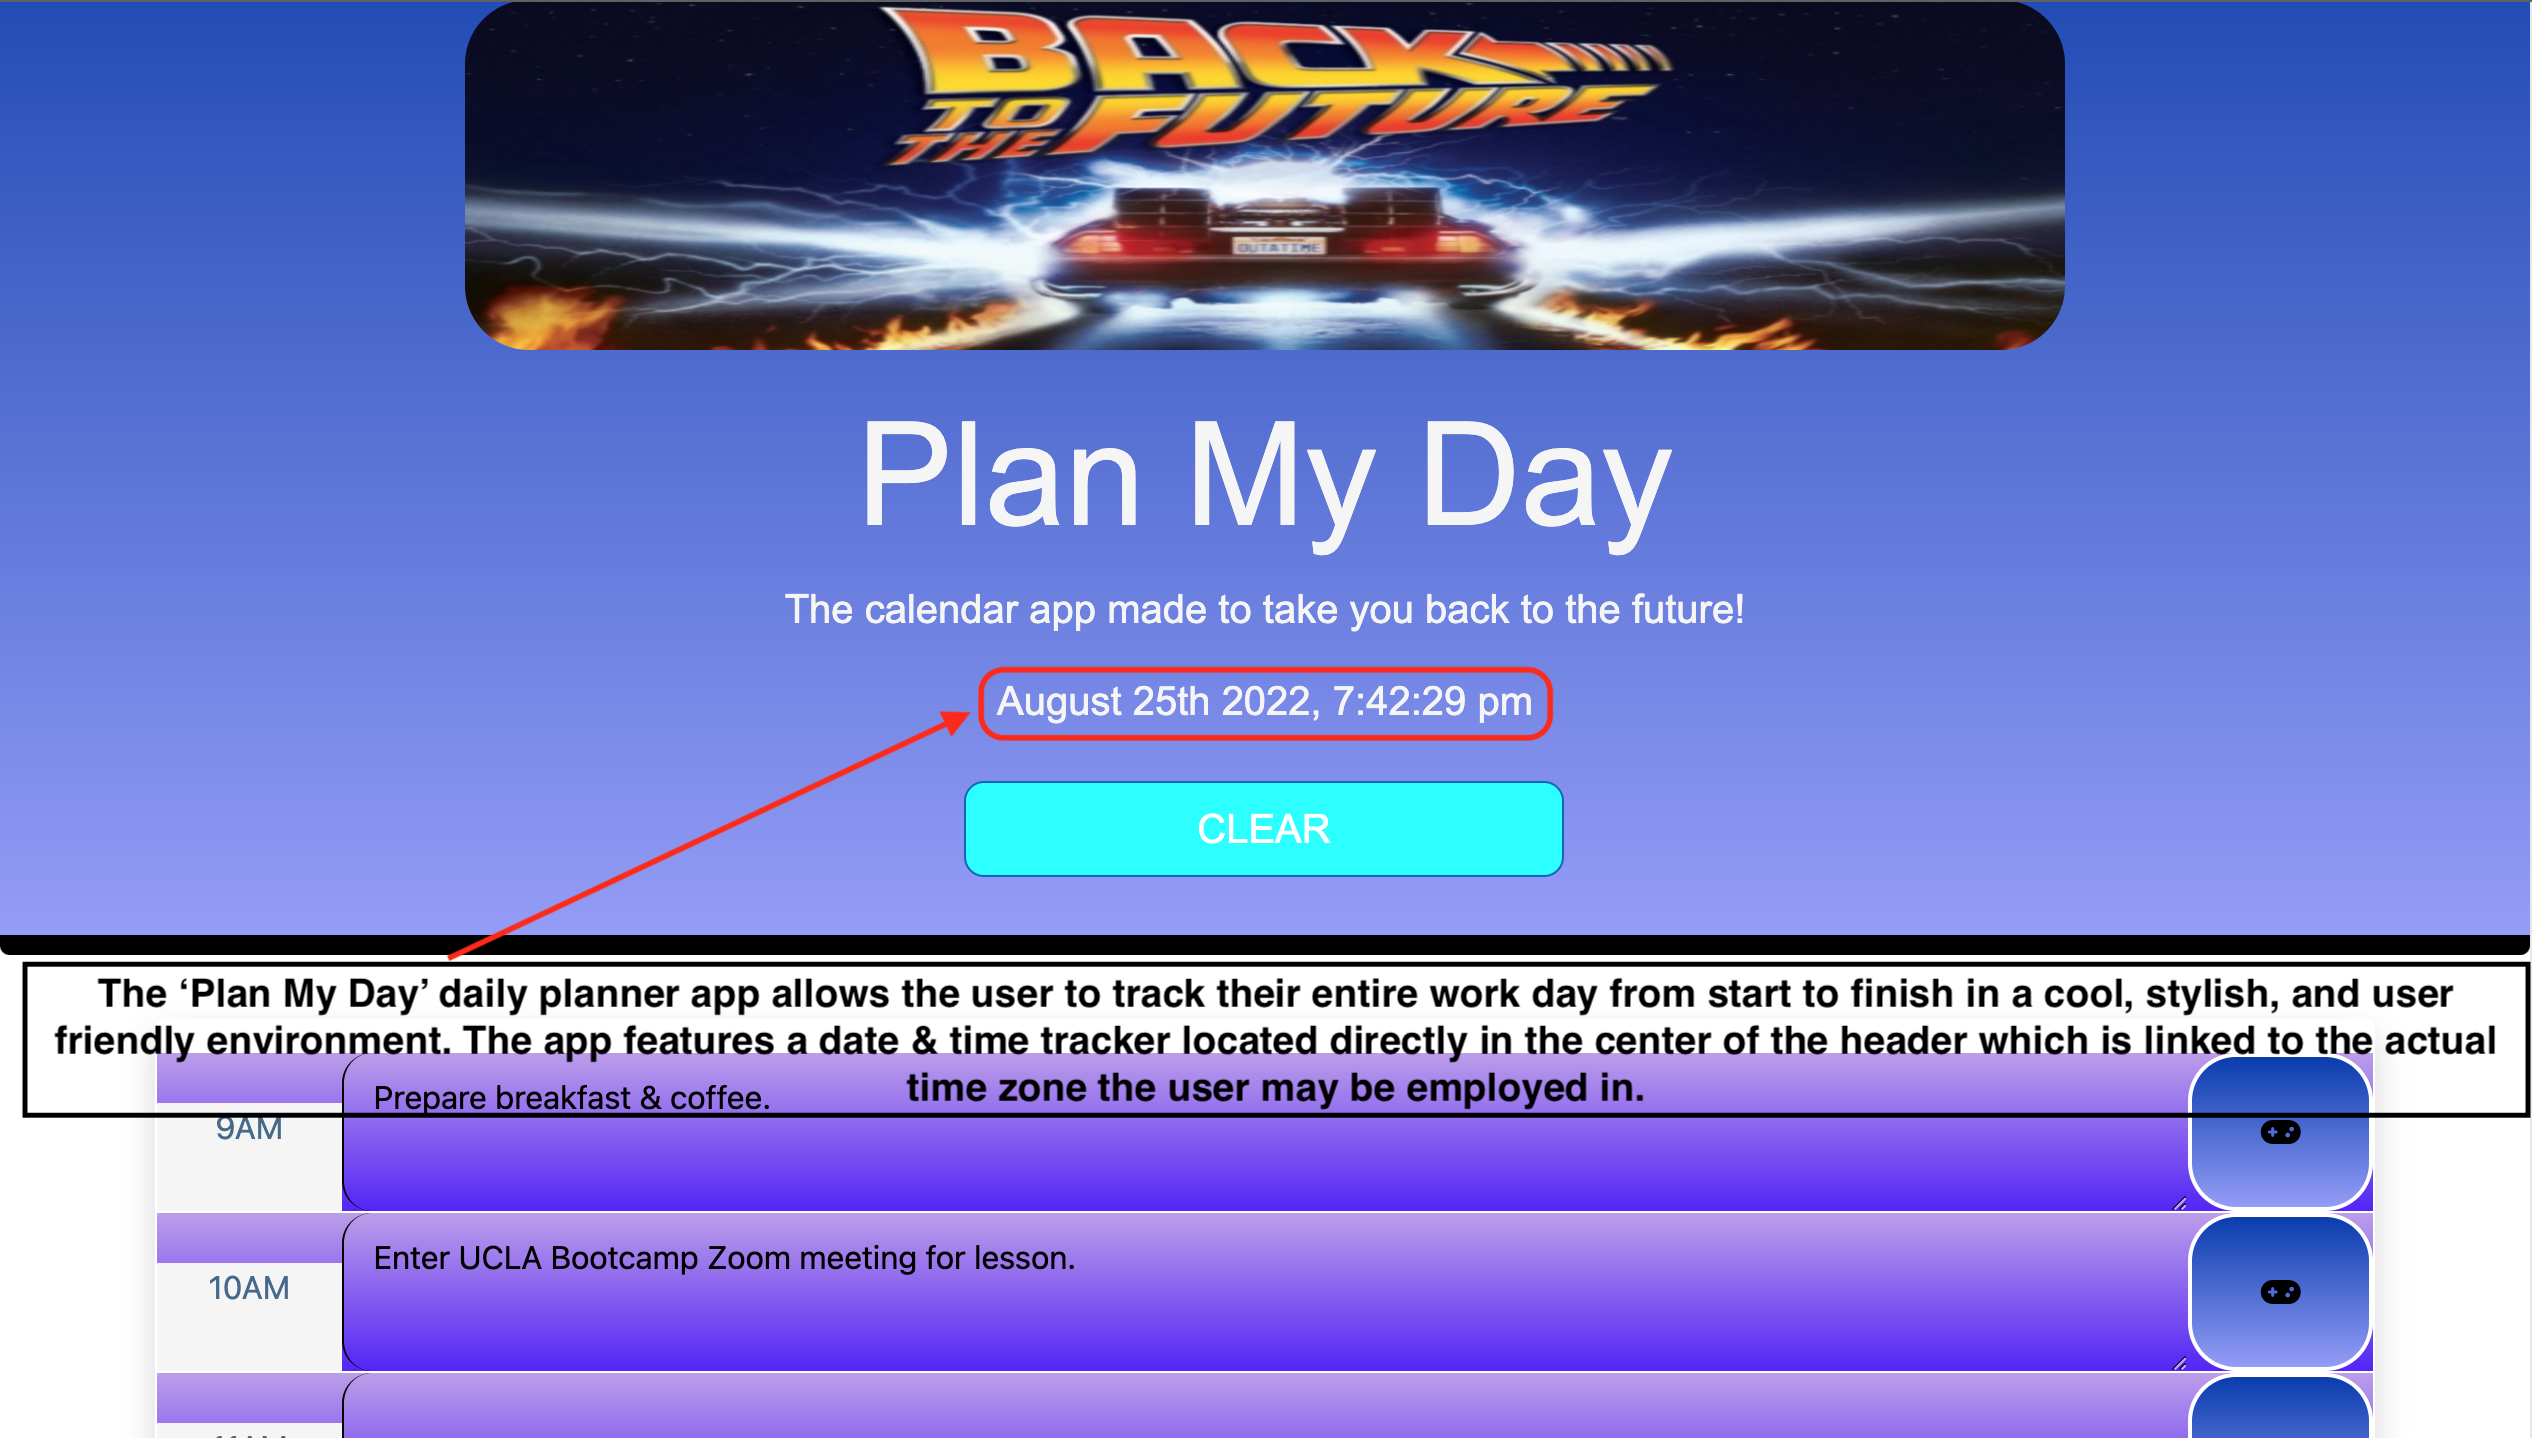 BACK
TO
THE FUTURE
OUTATIME
Plan My Day
The calendar app made to take you back to the future!
August 25th 2022, 7:42:29 pm
CLEAR
The ‘Plan My Day’ daily planner app allows the user to track their entire work day from start to finish in a cool, stylish, and user
friendly environment. The app features a date & time tracker located directly in the center of the header which is linked to the actual
time zone the user may be employed in.
Prepare breakfast & coffee.
9AM
Enter UCLA Bootcamp Zoom meeting for lesson.
10AM